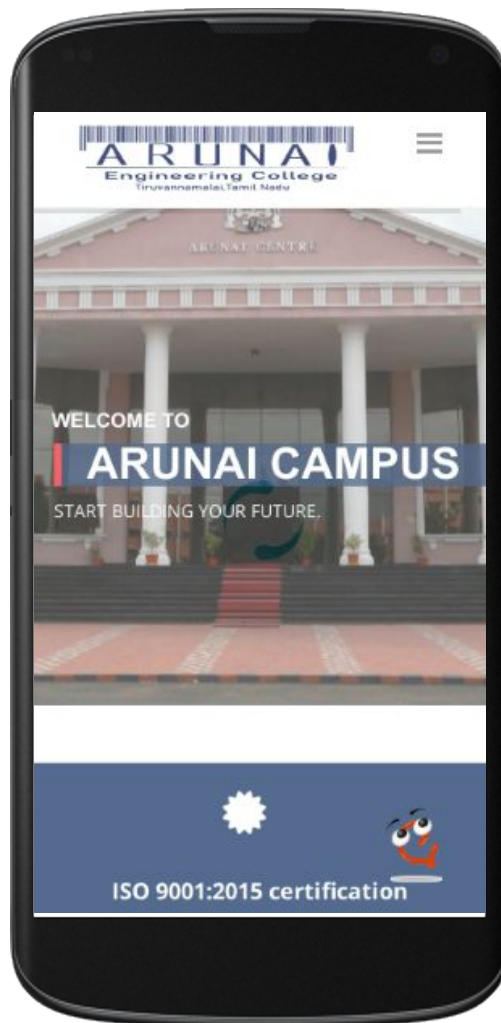 ARUNAI
Engineering College
Tiruvannamalai,Tamil Nadu
ARUNAI CENTRE
WELCOME TO
ARUNAI CAMPUS
START BUILDING YOUR FUTURE.
ISO 9001:2015 certification